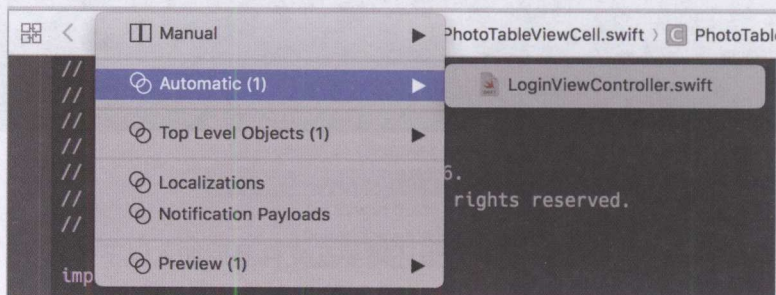 Manual
PhotoTableViewCell.swift 〉 C PhotoTabl
//
//
Automatic (1)
LoginViewController.swift
//
//
Top Level Objects (1)
//
6.
//
Localizations
rights reserved.
//
Notification Payloads
imp
Preview (1)